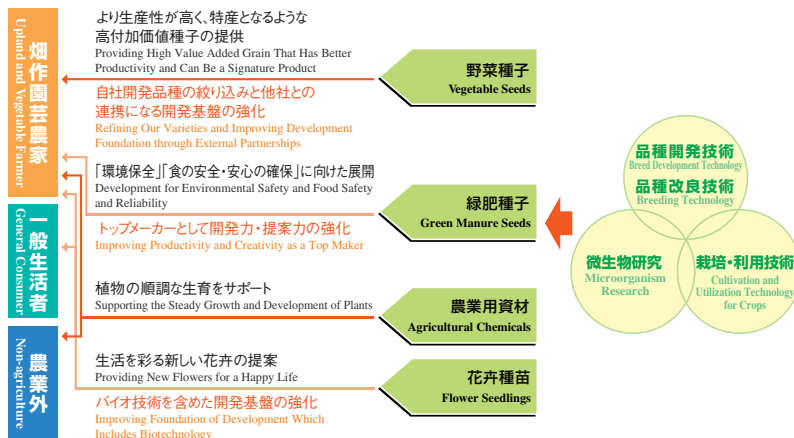 畑作園芸農家
Upland and Vegetable Farmer
一般生活者
General Consumer
農業外
Non-agriculture
より生産性が高く、特産となるような
高付加価値種子の提供
Providing High Value Added Grain That Has Better
Productivity and Can Be a Signature Product
自社開発品種の絞り込みと他社との
連携になる開発基盤の強化
Refining Our Varieties and Improving Development
Foundation through External Partnerships
野菜種子
Vegetable Seeds
「環境保全」「食の安全・安心の確保」に向けた展開
Development for Environmental Safety and Food Safety
and Reliability
トップメーカーとして開発力・提案力の強化
Improving Productivity and Creativity as a Top Maker
緑肥種子
Green Manure Seeds
植物の順調な生育をサポート
Supporting the Steady Growth and Development of Plants
農業用資材
Agricultural Chemicals
生活を彩る新しい花卉の提案
Providing New Flowers for a Happy Life
バイオ技術を含めた開発基盤の強化
Improving Foundation of Development Which
Includes Biotechnology
花卉種苗
Flower Seedlings
品種開発技術
Breed Development Technology
品種改良技術
Breeding Technology
微生物研究
Microorganism
Research
栽培・利用技術
Cultivation and
Utilization Technology
for Crops